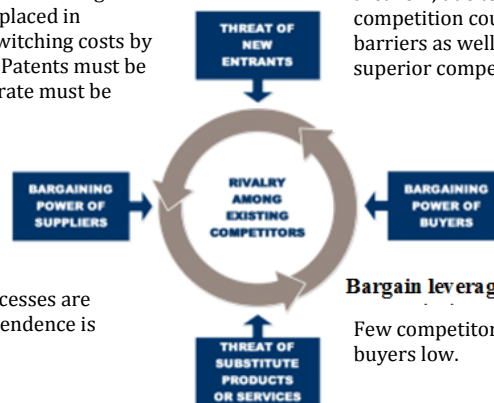 placed in
witching costs by
Patents must be
rate must be
THREAT OF
NEW
ENTRANTS
competition cou
barriers as well
superior compe
BARGAINING
POWER OF
SUPPLIERS
RIVALRY
AMONG
EXISTING
COMPETITORS
BARGAINING
POWER OF
BUYERS
cesses are
endence is
Bargain leverag
Few competitor
buyers low.
THREAT OF
SUBSTITUTE
PRODUCTS
OR SERVICES